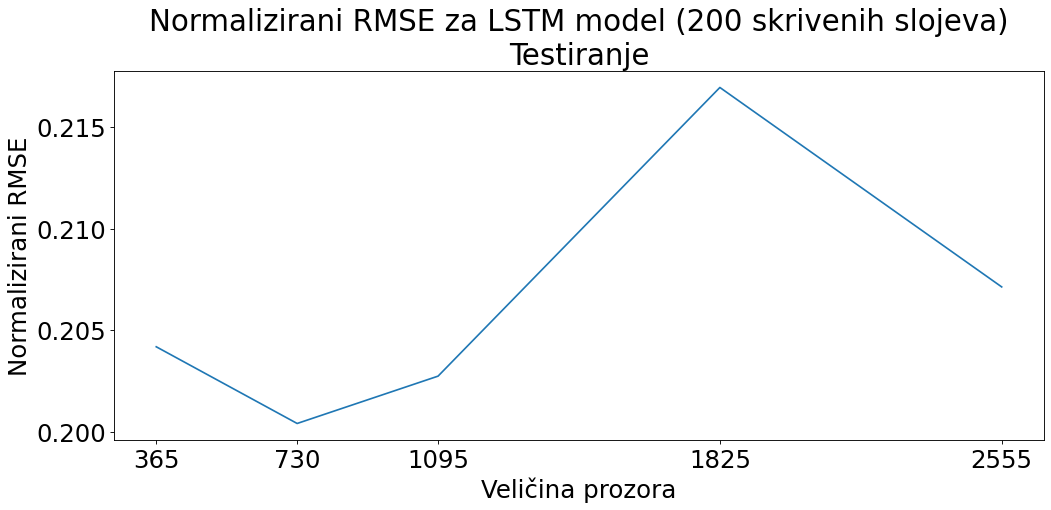 Normalizirani RMSE za LSTM model (200 skrivenih slojeva)
Testiranje
Normalizirani RMSE
0.215
0.210
0.205
0.200
365 730 1095 1825 2555
Veličina prozora